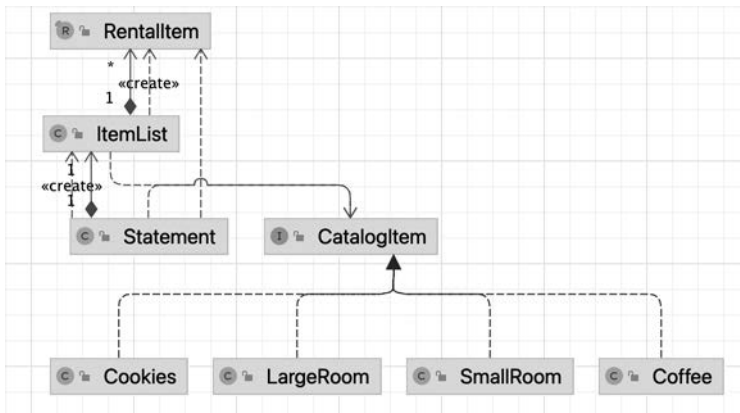 R RentalItem
*
«create»
1
C ItemList
1
«create»
1
C Statement
I CatalogItem
C Cookies
C LargeRoom
C SmallRoom
C Coffee